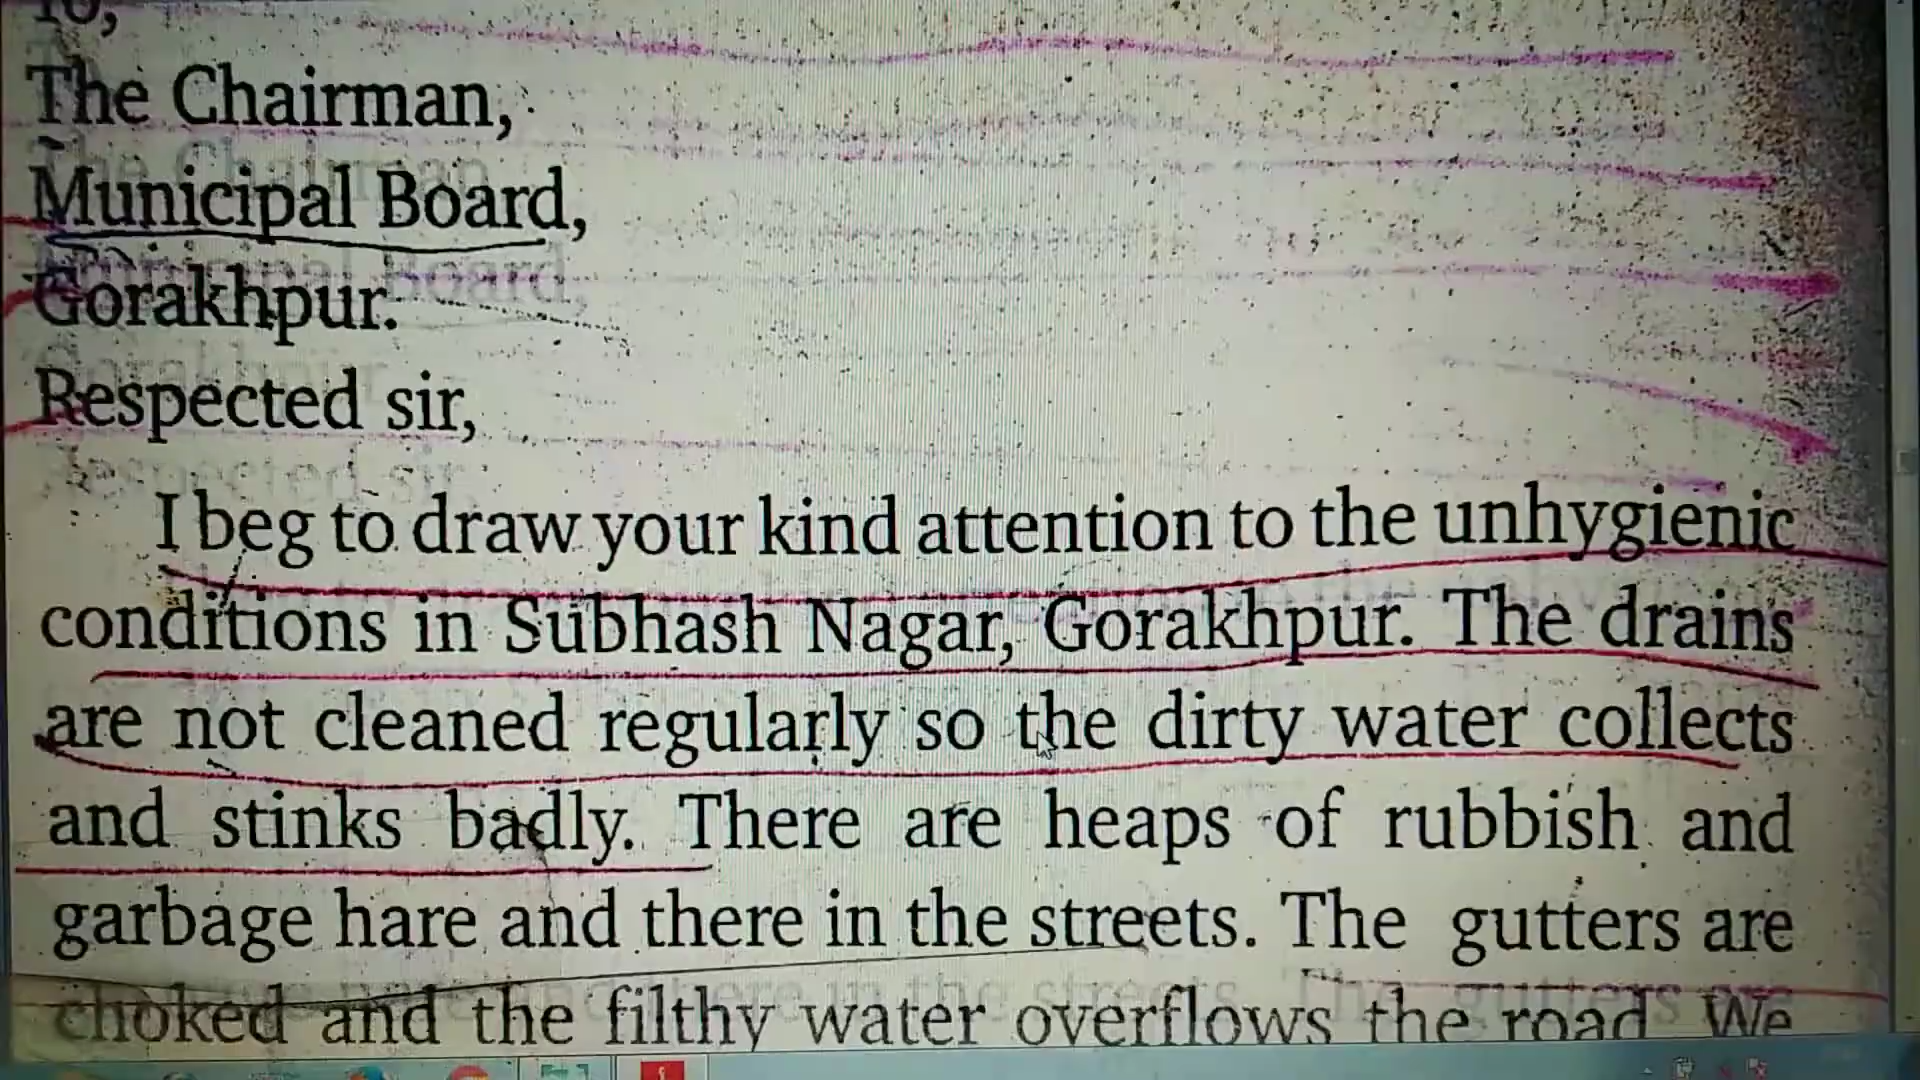 To,
The Chairman,
Municipal Board,
Gorakhpur.
Respected sir,
I beg to draw your kind attention to the unhygienic
conditions in Subhash Nagar, Gorakhpur. The drains
are not cleaned regularly so the dirty water collects
and stinks badly. There are heaps of rubbish and
garbage hare and there in the streets. The gutters are
choked and the filthy water overflows the road. We